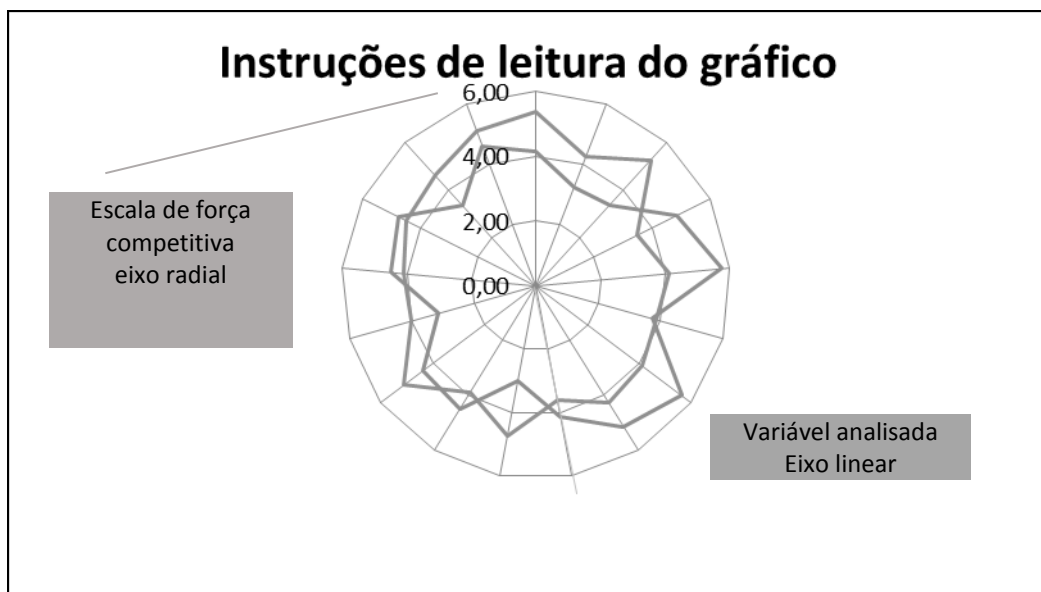 Instruções de leitura do gráfico
6,00
4,00
2,00
0,00
Escala de força
competitiva
eixo radial
Variável analisada
Eixo linear